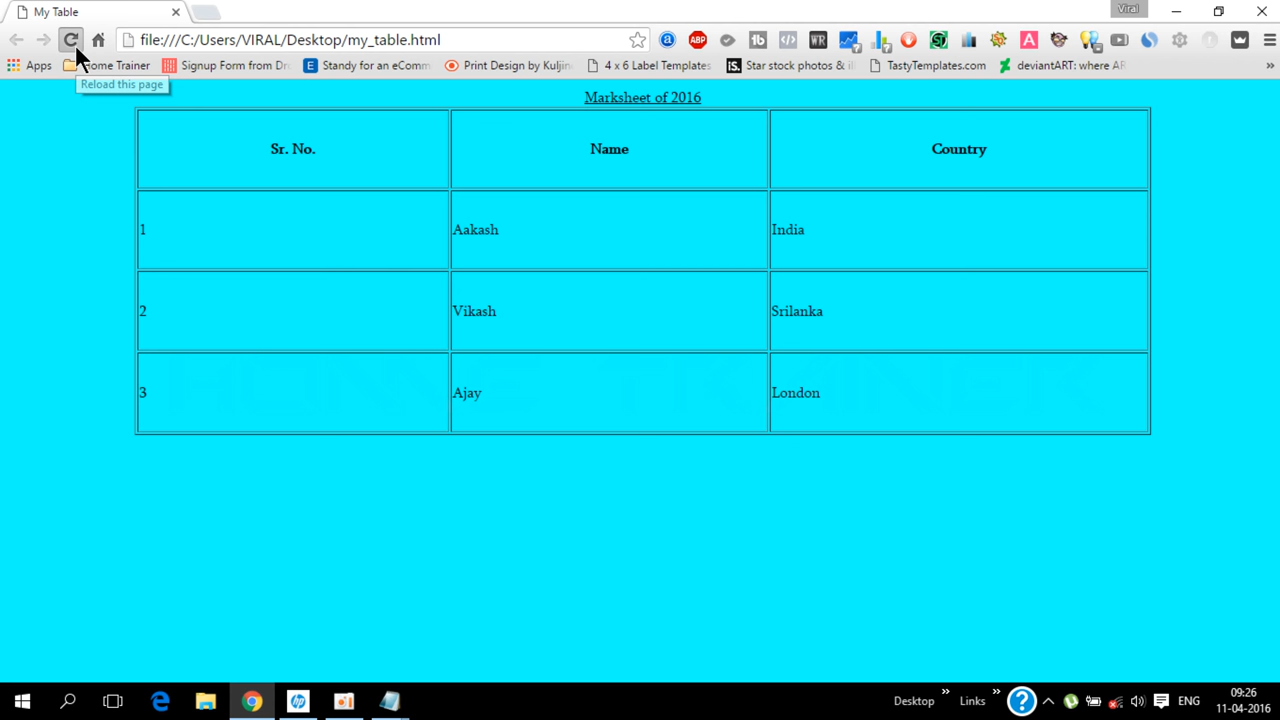 My Table
Viral
file:///C:/Users/VIRAL/Desktop/my_table.html
Apps Home Trainer Signup Form from Dr Standy for an eComm Print Design by Kuljin 4 x 6 Label Templates Star stock photos & ill TastyTemplates.com deviantART: where AR »
Reload this page
Marksheet of 2016
Sr. No. Name Country
1 Aakash India
2 Vikash Srilanka
3 Ajay London
HOME TRAINER
Desktop » Links » ENG
09:26
11-04-2016